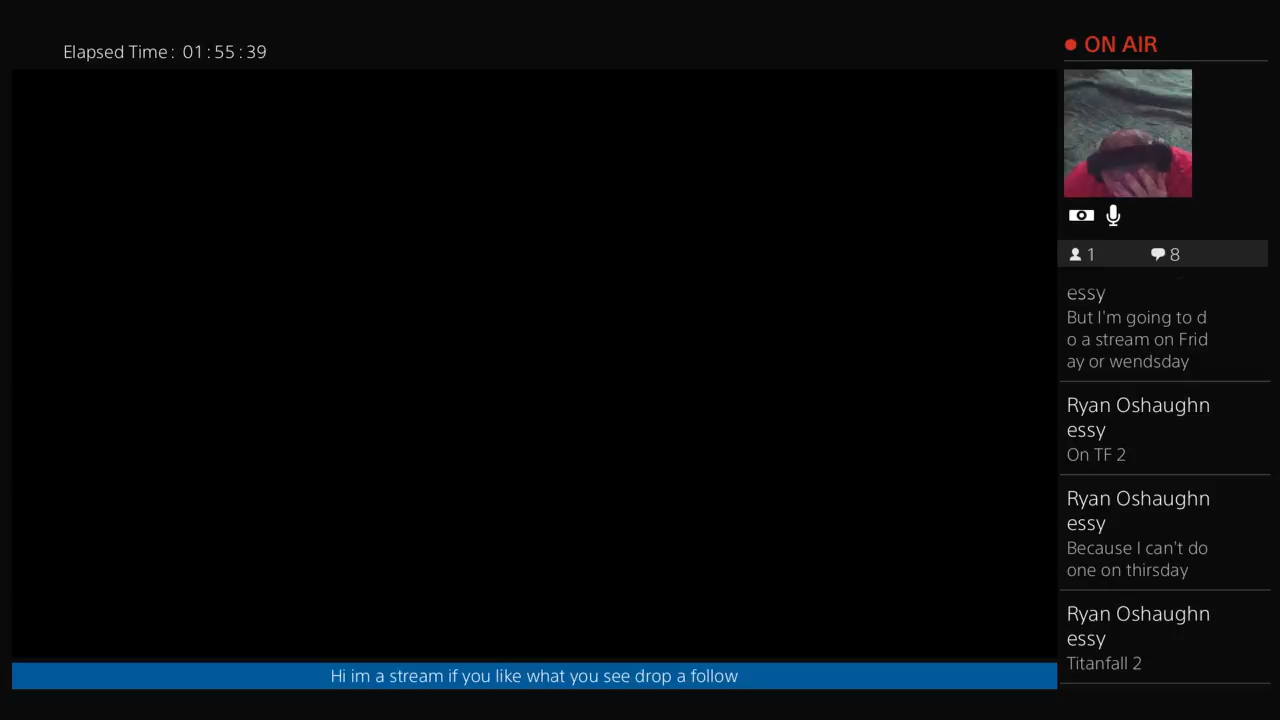 Elapsed Time: 01:55:39
ON AIR
1 8
essy
But I'm going to d
o a stream on Frid
ay or wendsday
Ryan Oshaughn
essy
On TF 2
Ryan Oshaughn
essy
Because I can't do
one on thirsday
Ryan Oshaughn
essy
Titanfall 2
Hi im a stream if you like what you see drop a follow